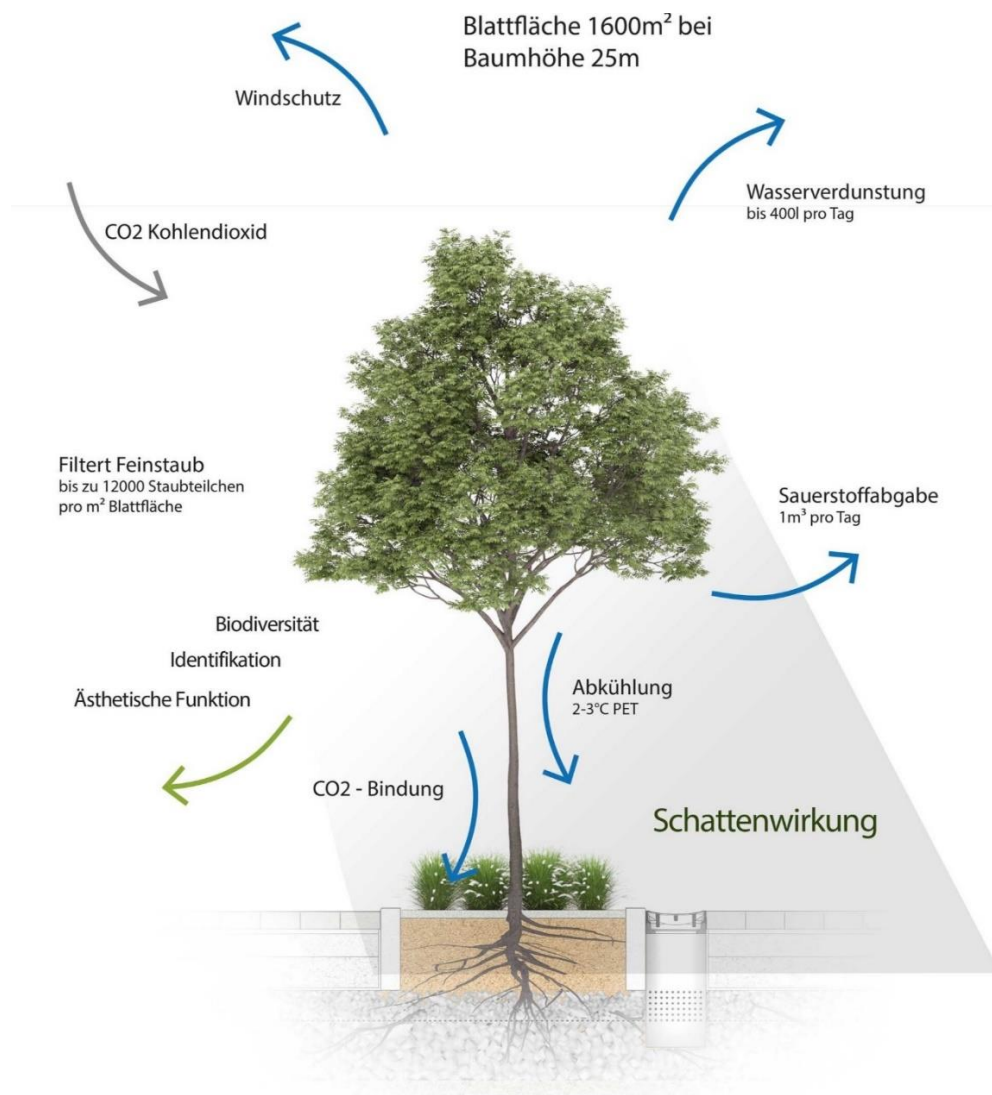 Blattfläche 1600m² bei
Baumhöhe 25m
Windschutz
Wasserverdunstung
bis 400l pro Tag
CO2 Kohlendioxid
Filtert Feinstaub
bis zu 12000 Staubteilchen
pro m² Blattfläche
Sauerstoffabgabe
1m³ pro Tag
Biodiversität
Identifikation
Ästhetische Funktion
Abkühlung
2-3°C PET
CO2 - Bindung
Schattenwirkung